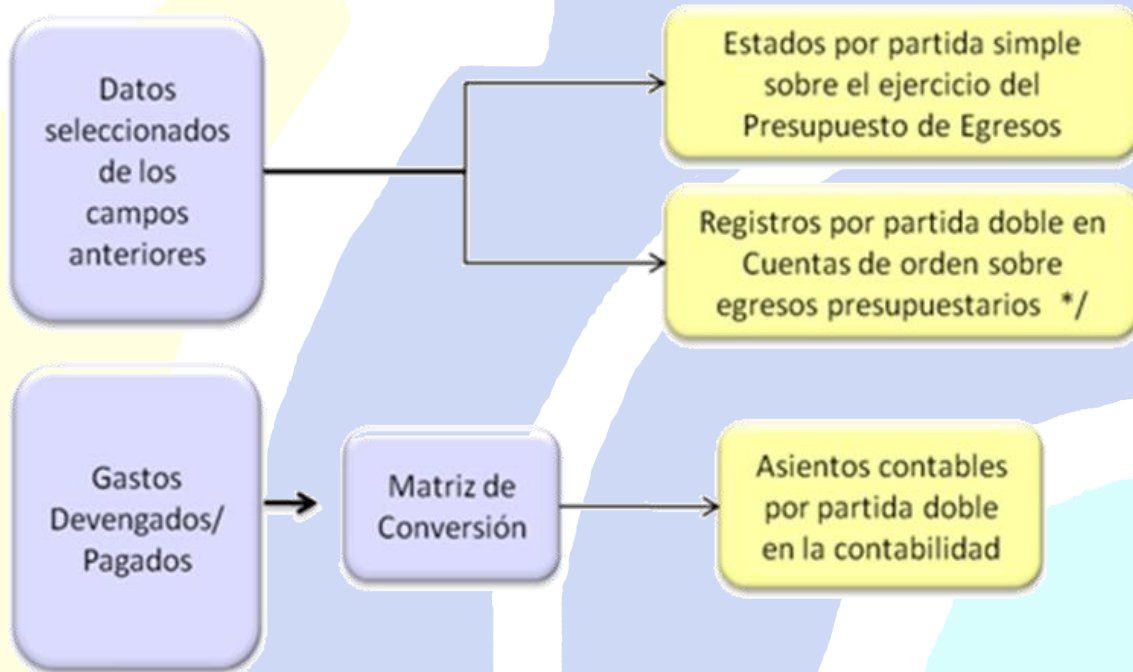 Datos
seleccionados
de los
campos
anteriores
Estados por partida simple
sobre el ejercicio del
Presupuesto de Egresos
Registros por partida doble en
Cuentas de orden sobre
egresos presupuestarios */
Gastos
Devengados/
Pagados
Matriz de
Conversión
Asientos contables
por partida doble
en la contabilidad